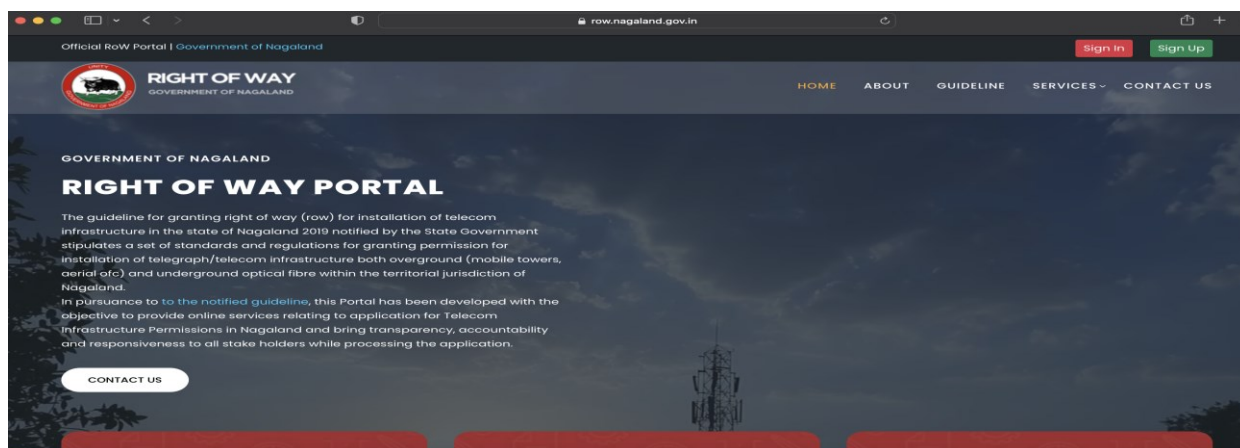 row.nagaland.gov.in
Official RoW Portal | Government of Nagaland
Sign In
Sign Up
UNITY
GOVERNMENT OF NAGALAND
RIGHT OF WAY
GOVERNMENT OF NAGALAND
HOME
ABOUT
GUIDELINE
SERVICES
CONTACT US
GOVERNMENT OF NAGALAND
RIGHT OF WAY PORTAL
The guideline for granting right of way (row) for installation of telecom
infrastructure in the state of Nagaland 2019 notified by the State Government
stipulates a set of standards and regulations for granting permission for
installation of telegraph/telecom infrastructure both overground (mobile towers,
aerial ofc) and underground optical fibre within the territorial jurisdiction of
Nagaland.
In pursuance to to the notified guideline, this Portal has been developed with the
objective to provide online services relating to application for Telecom
Infrastructure Permissions in Nagaland and bring transparency, accountability
and responsiveness to all stake holders while processing the application.
CONTACT US